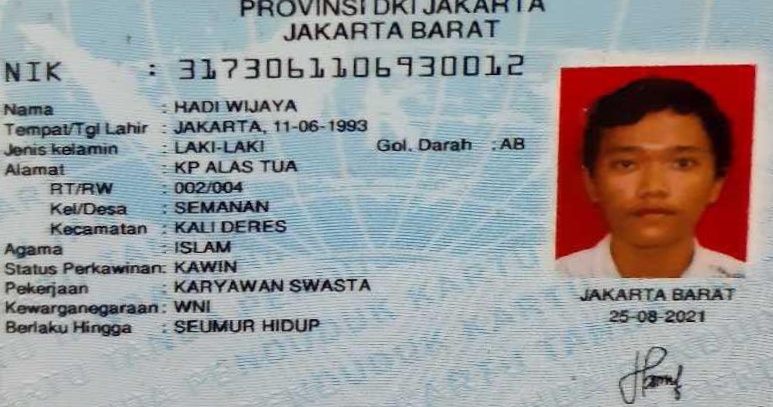 PROVINSI DKI JAKARTA
JAKARTA BARAT
NIK : 3173061106930012
Nama : HADI WIJAYA
Tempat/Tgl Lahir : JAKARTA, 11-06-1993
Jenis kelamin : LAKI-LAKI Gol. Darah : AB
Alamat : KP ALAS TUA
RT/RW : 002/004
Kel/Desa : SEMANAN
Kecamatan : KALI DERES
Agama : ISLAM
Status Perkawinan: KAWIN
Pekerjaan : KARYAWAN SWASTA
Kewarganegaraan: WNI
Berlaku Hingga : SEUMUR HIDUP
JAKARTA BARAT
25-08-2021